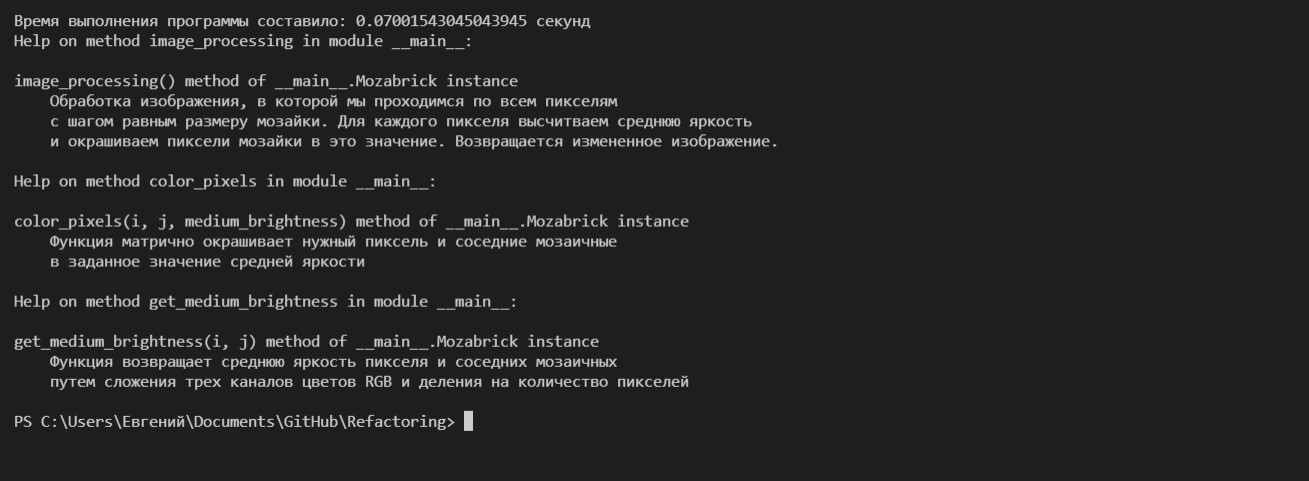 Время выполнения программы составило: 0.07001543045043945 секунд
Help on method image_processing in module __main__:
image_processing() method of __main__.Mozabrick instance
Обработка изображения, в которой мы проходимся по всем пикселям
с шагом равным размеру мозайки. Для каждого пикселя высчитваем среднюю яркость
и окрашиваем пиксели мозайки в это значение. Возвращается измененное изображение.
Help on method color_pixels in module __main__:
color_pixels(i, j, medium_brightness) method of __main__.Mozabrick instance
Функция матрично окрашивает нужный пиксель и соседние мозаичные
в заданное значение средней яркости
Help on method get_medium_brightness in module __main__:
get_medium_brightness(i, j) method of __main__.Mozabrick instance
Функция возвращает среднюю яркость пикселя и соседних мозаичных
путем сложения трех каналов цветов RGB и деления на количество пикселей
PS C:\Users\Евгений\Documents\GitHub\Refactoring>